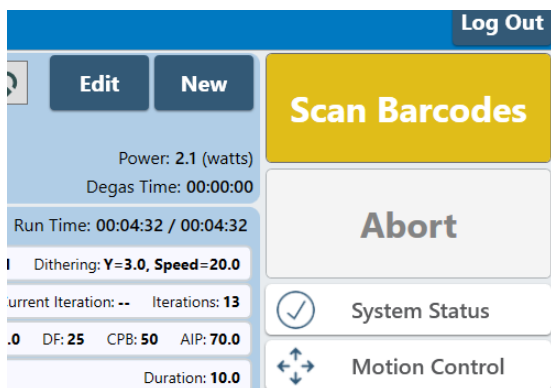 Log Out
Edit New
Scan Barcodes
Power: 2.1 (watts)
Degas Time: 00:00:00
Abort
Run Time: 00:04:32 / 00:04:32
Dithering: Y=3.0, Speed=20.0
Current Iteration: -- Iterations: 13
System Status
.0 DF: 25 CPB: 50 AIP: 70.0
Motion Control
Duration: 10.0